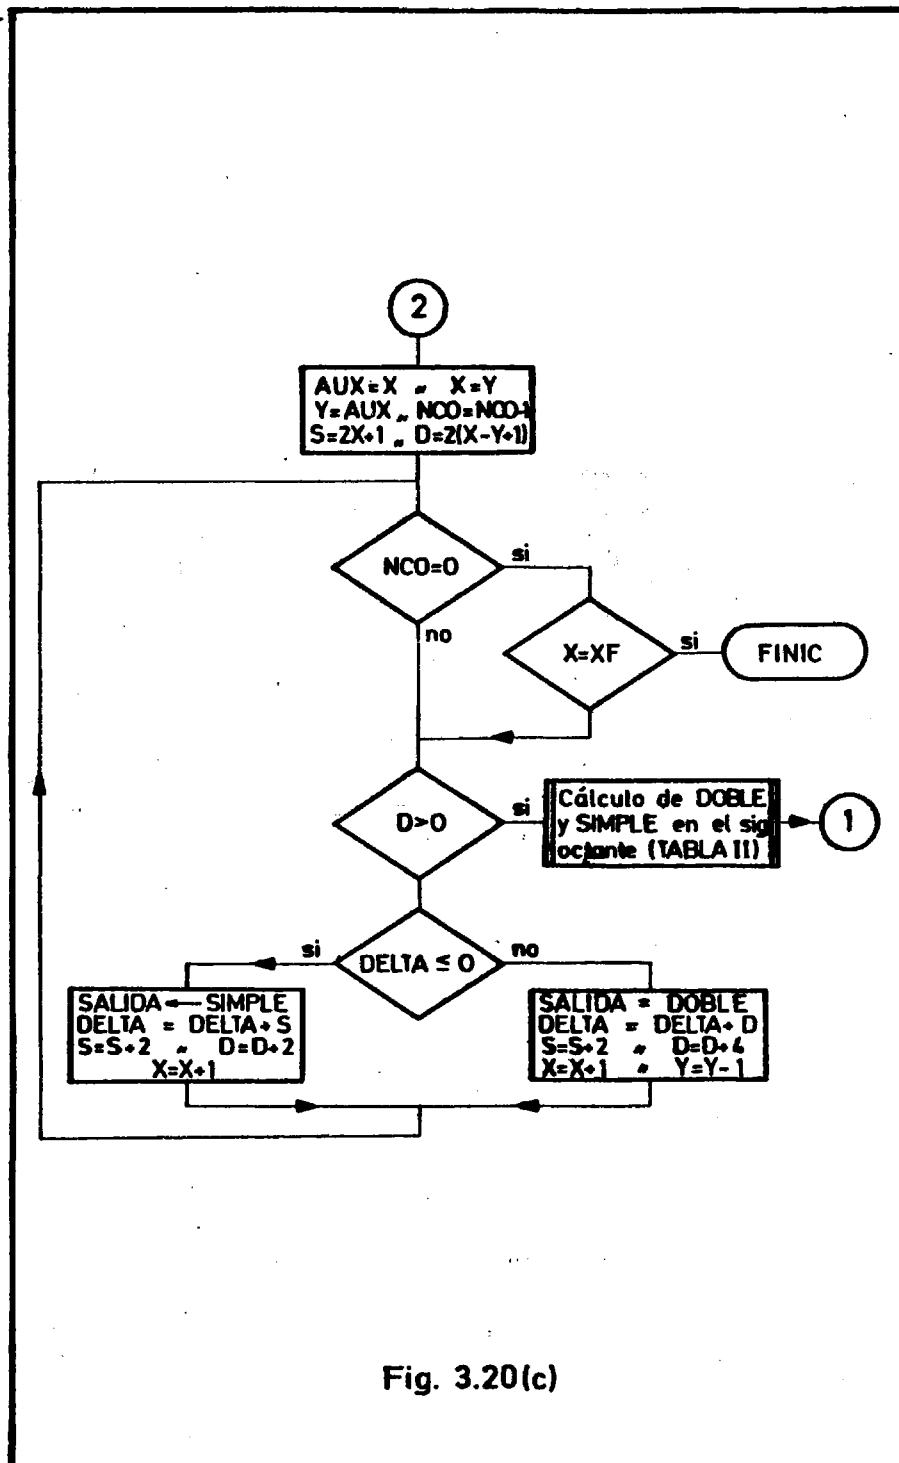 2
AUX=X „ X=Y
Y=AUX „ NCO=NCO-1
S=2X+1 „ D=2(X-Y+1)
NCO=0
si
no
X=XF
si
FINIC
D>0
si
Cálculo de DOBLE
y SIMPLE en el sig
octante (TABLA II)
1
DELTA ≤ 0
si
no
SALIDA ← SIMPLE
DELTA = DELTA+S
S=S+2 „ D=D+2
X=X+1
SALIDA = DOBLE
DELTA = DELTA+D
S=S+2 „ D=D+4
X=X+1 „ Y=Y-1
Fig. 3.20(c)